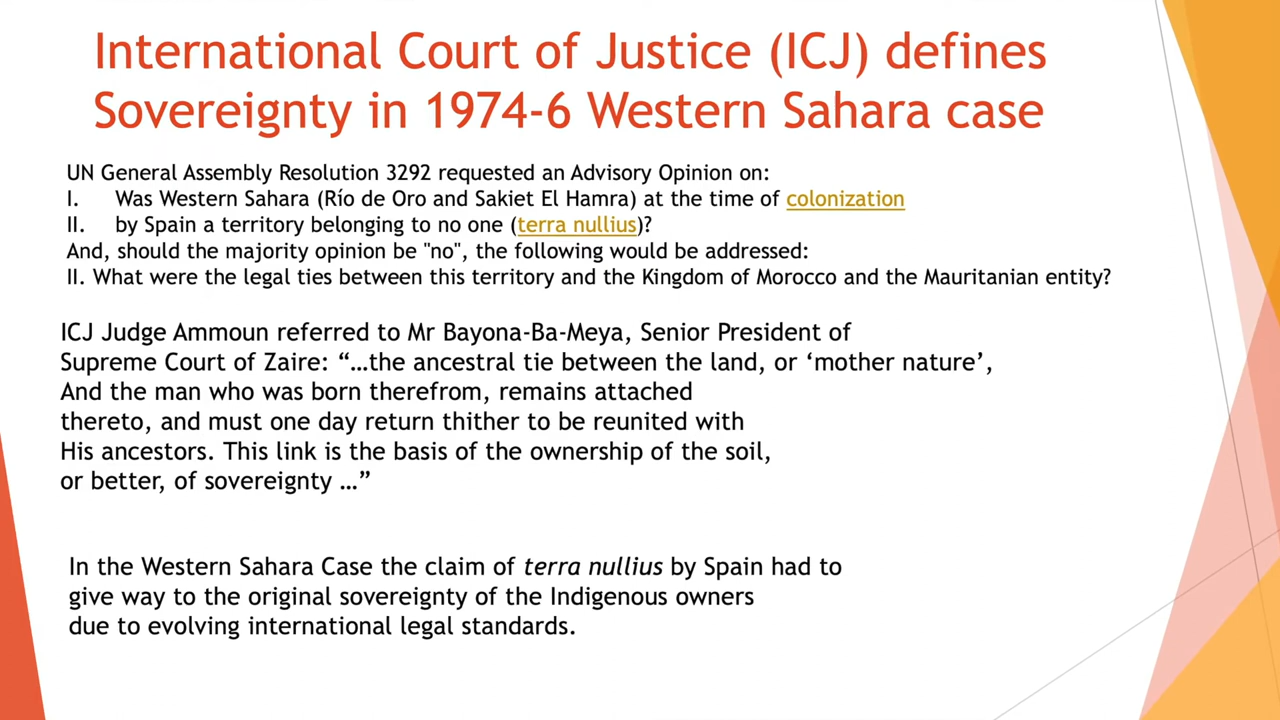 International Court of Justice (ICJ) defines
Sovereignty in 1974-6 Western Sahara case
UN General Assembly Resolution 3292 requested an Advisory Opinion on:
I. Was Western Sahara (Río de Oro and Sakiet El Hamra) at the time of colonization
II. by Spain a territory belonging to no one (terra nullius)?
And, should the majority opinion be "no", the following would be addressed:
II. What were the legal ties between this territory and the Kingdom of Morocco and the Mauritanian entity?
ICJ Judge Ammoun referred to Mr Bayona-Ba-Meya, Senior President of
Supreme Court of Zaire: “…the ancestral tie between the land, or ‘mother nature’,
And the man who was born therefrom, remains attached
thereto, and must one day return thither to be reunited with
His ancestors. This link is the basis of the ownership of the soil,
or better, of sovereignty …”
In the Western Sahara Case the claim of terra nullius by Spain had to
give way to the original sovereignty of the Indigenous owners
due to evolving international legal standards.